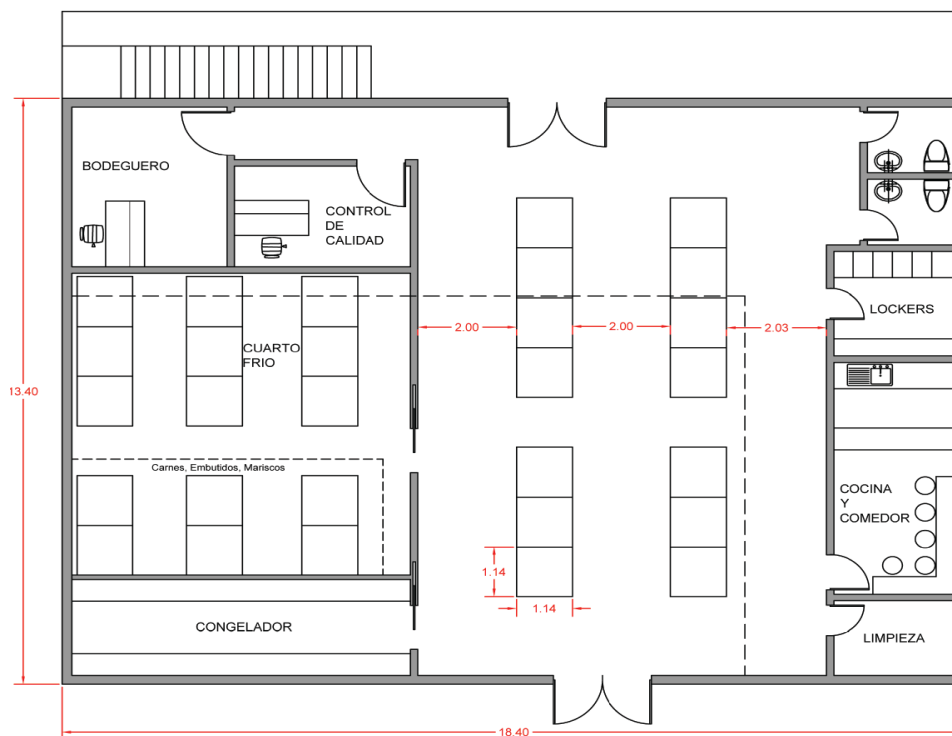 BODEGUERO
CONTROL
DE
CALIDAD
LOCKERS
2.00
2.00
2.03
CUARTO
FRIO
13.40
Carnes, Embutidos, Mariscos
COCINA
Y
COMEDOR
1.14
1.14
CONGELADOR
LIMPIEZA
18.40